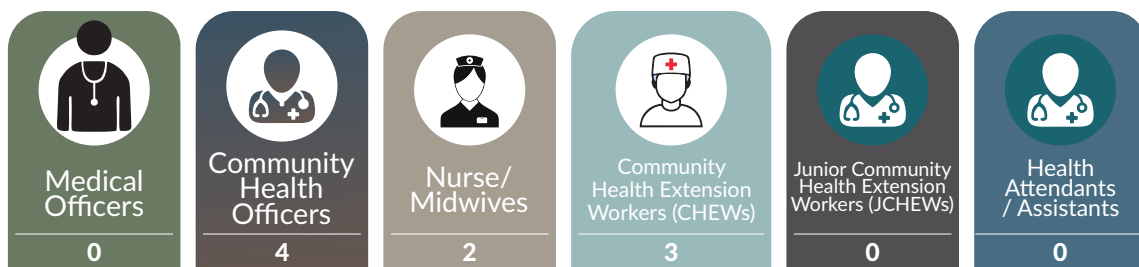 Medical
Officers
0
Community
Health
Officers
4
Nurse/
Midwives
2
Community
Health Extension
Workers (CHEWs)
3
Junior Community
Health Extension
Workers (JCHEWs)
0
Health
Attendants
/ Assistants
0